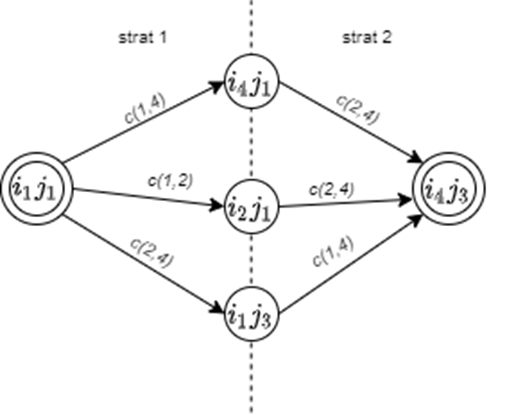 strat 1
strat 2
i₄j₁
c(1,4)
c(2,4)
i₁j₁
c(1,2)
i₂j₁
c(2,4)
i₄j₃
c(2,4)
c(1,4)
i₁j₃